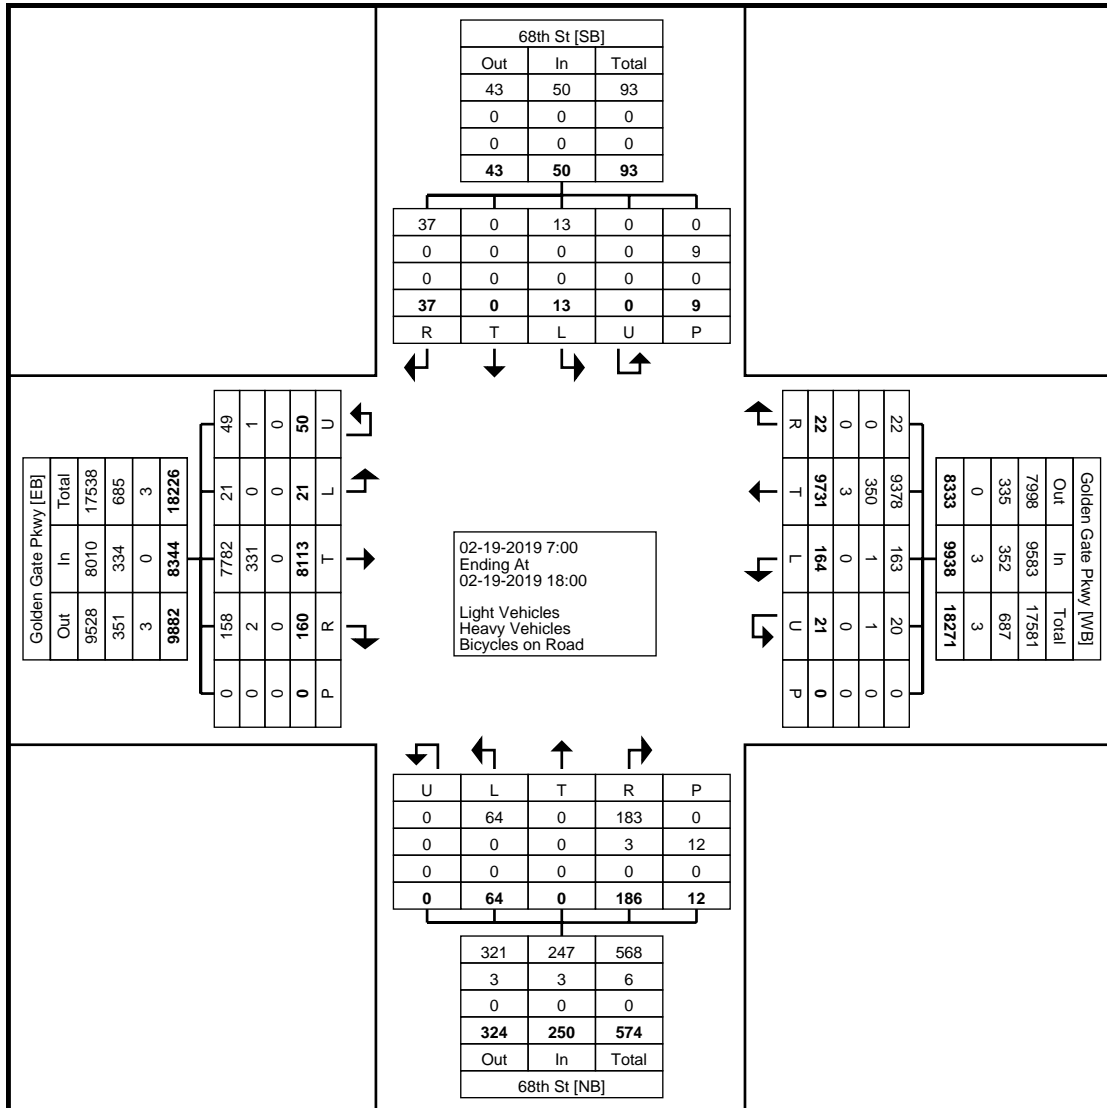 68th St [SB]
Out In Total
43 50 93
0 0 0
0 0 0
43 50 93
37 0 13 0 0
0 0 0 0 9
0 0 0 0 0
37 0 13 0 9
R T L U P
Golden Gate Pkwy [EB]
Total In Out
17538 8010 9528
685 334 351
3 0 3
18226 8344 9882
49 21 7782 158 0
1 0 331 2 0
0 0 0 0 0
50 21 8113 160 0
U L T R P
02-19-2019 7:00
Ending At
02-19-2019 18:00
Light Vehicles
Heavy Vehicles
Bicycles on Road
Golden Gate Pkwy [WB]
Out In Total
7998 9583 17581
335 352 687
0 3 3
8333 9938 18271
22 9378 163 20 0
0 350 1 1 0
0 3 0 0 0
22 9731 164 21 0
R T L U P
U L T R P
0 64 0 183 0
0 0 0 3 12
0 0 0 0 0
0 64 0 186 12
321 247 568
3 3 6
0 0 0
324 250 574
Out In Total
68th St [NB]